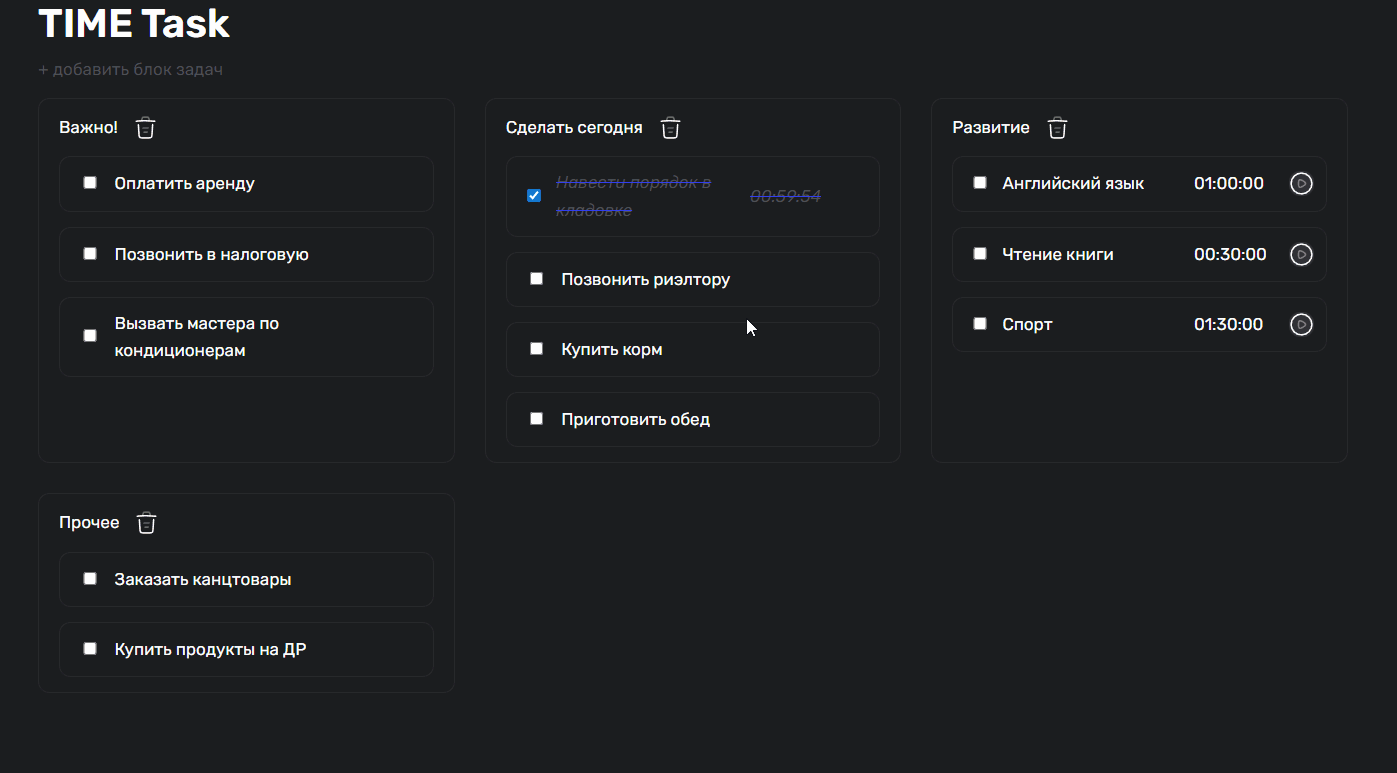 TIME Task
+ добавить блок задач
Важно!
Оплатить аренду
Позвонить в налоговую
Вызвать мастера по
кондиционерам
Сделать сегодня
Навести порядок в
кладовке
00:59:54
Позвонить риэлтору
Купить корм
Приготовить обед
Развитие
Английский язык 01:00:00
Чтение книги 00:30:00
Спорт 01:30:00
Прочее
Заказать канцтовары
Купить продукты на ДР